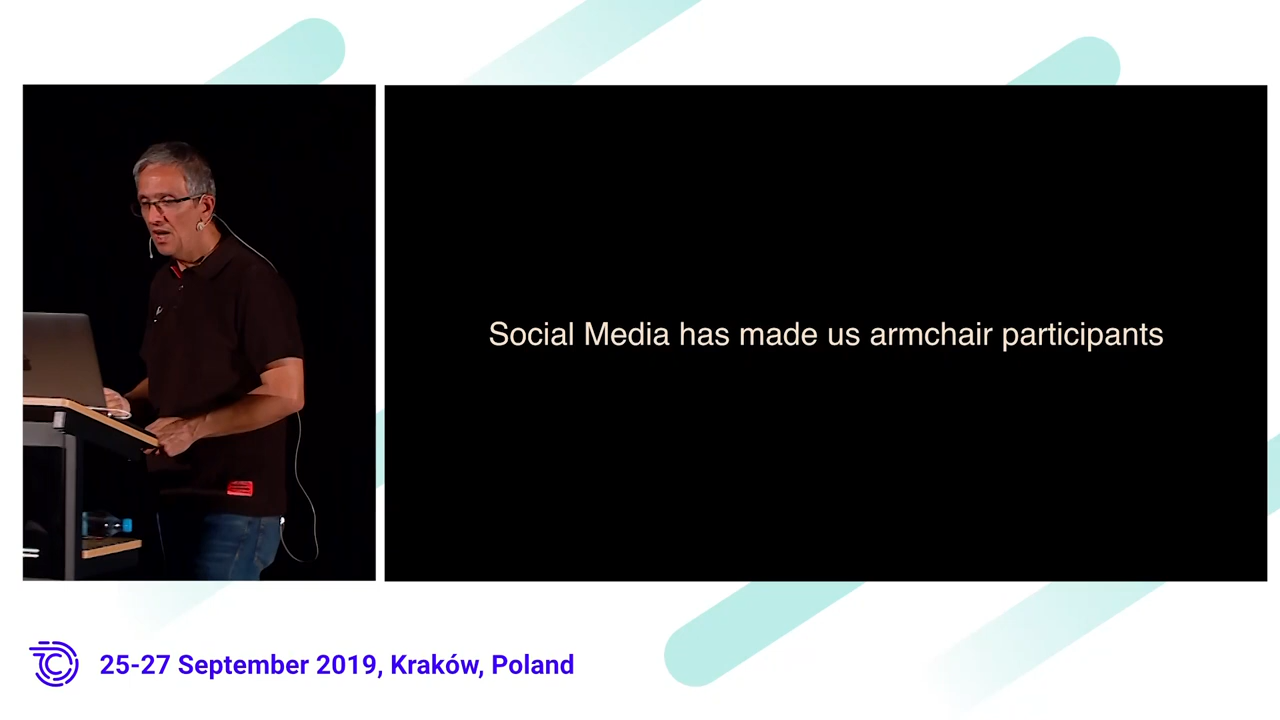 Social Media has made us armchair participants
25-27 September 2019, Kraków, Poland